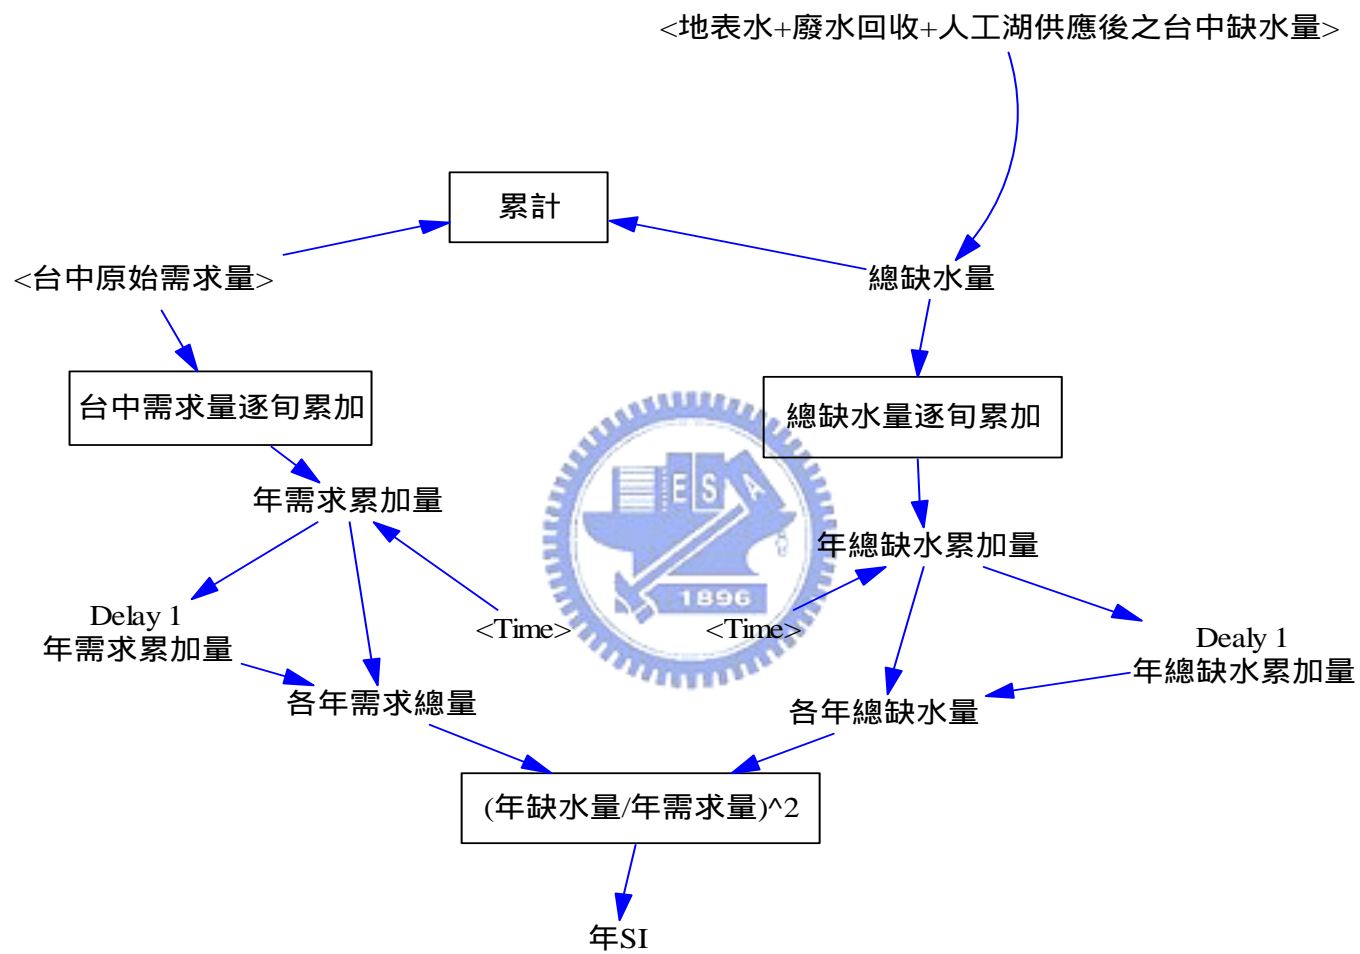 <地表水+廢水回收+人工湖供應後之台中缺水量>
累計
<台中原始需求量>
總缺水量
台中需求量逐旬累加
總缺水量逐旬累加
E S A
年需求累加量
年總缺水累加量
1896
Delay 1
年需求累加量
<Time>
<Time>
Dealy 1
年總缺水累加量
各年需求總量
各年總缺水量
(年缺水量/年需求量)^2
年SI